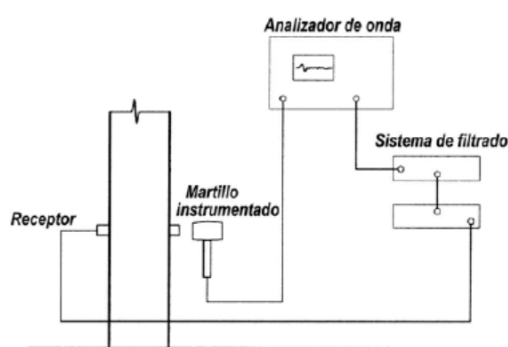 Analizador de onda
Sistema de filtrado
Martillo
instrumentado
Receptor